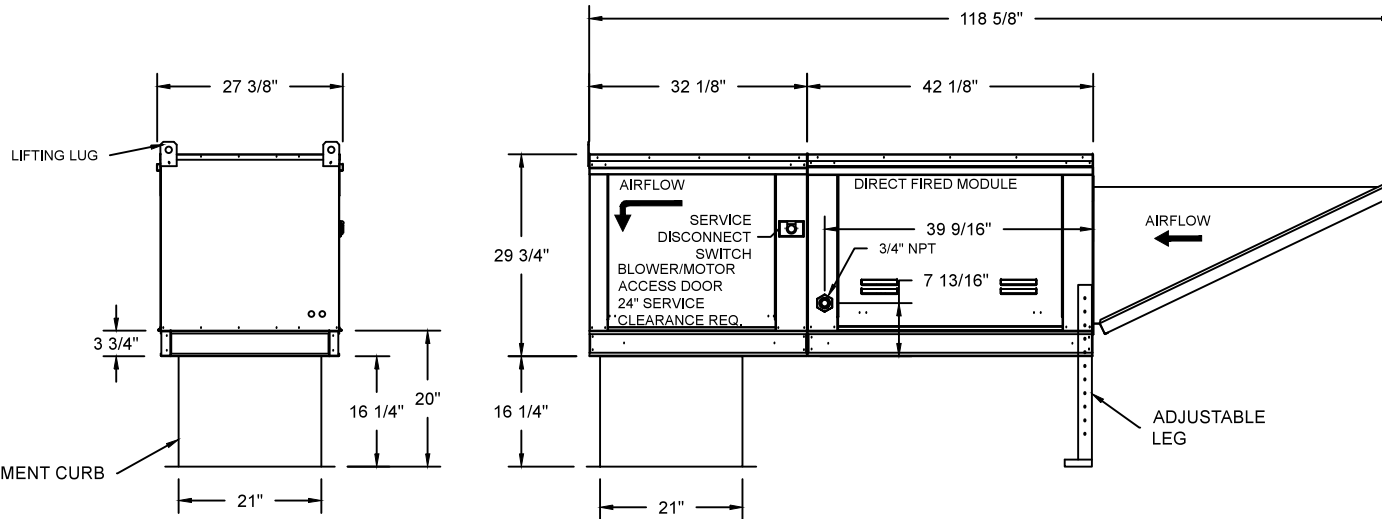 118 5/8"
27 3/8"
32 1/8"
42 1/8"
LIFTING LUG
AIRFLOW
DIRECT FIRED MODULE
SERVICE
DISCONNECT
SWITCH
39 9/16"
AIRFLOW
3/4" NPT
29 3/4"
BLOWER/MOTOR
ACCESS DOOR
24" SERVICE
CLEARANCE REQ.
7 13/16"
3 3/4"
16 1/4"
20"
16 1/4"
ADJUSTABLE
LEG
MENT CURB
21"
21"